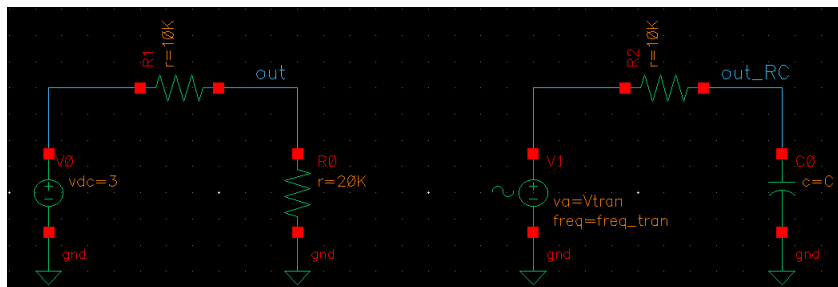 R1
r=10K
out
V0
vdc=3
R0
r=20K
gnd
gnd
R2
r=10K
out_RC
V1
va=Vtran
freq=freq_tran
C0
c=C
gnd
gnd